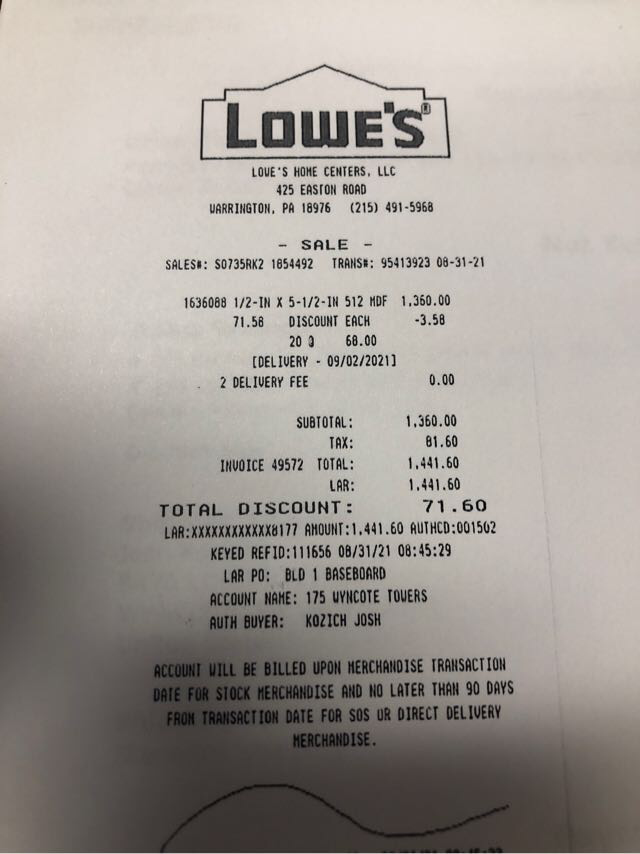 LOWE'S®
LOWE'S HOME CENTERS, LLC
425 EASTON ROAD
WARRINGTON, PA 18976 (215) 491-5968
- SALE -
SALES#: S0735RK2 1854492 TRANS#: 95413923 08-31-21
1636088 1/2-IN X 5-1/2-IN 512 MDF 1,360.00
71.58 DISCOUNT EACH -3.58
20 @ 68.00
[DELIVERY - 09/02/2021]
2 DELIVERY FEE 0.00
SUBTOTAL: 1,360.00
TAX: 81.60
INVOICE 49572 TOTAL: 1,441.60
LAR: 1,441.60
TOTAL DISCOUNT: 71.60
LAR:XXXXXXXXXXXX8177 AMOUNT:1,441.60 AUTHCD:001502
KEYED REFID:111656 08/31/21 08:45:29
LAR PO: BLD 1 BASEBOARD
ACCOUNT NAME: 175 WYNCOTE TOWERS
AUTH BUYER: KOZICH JOSH
ACCOUNT WILL BE BILLED UPON MERCHANDISE TRANSACTION
DATE FOR STOCK MERCHANDISE AND NO LATER THAN 90 DAYS
FROM TRANSACTION DATE FOR SOS OR DIRECT DELIVERY
MERCHANDISE.